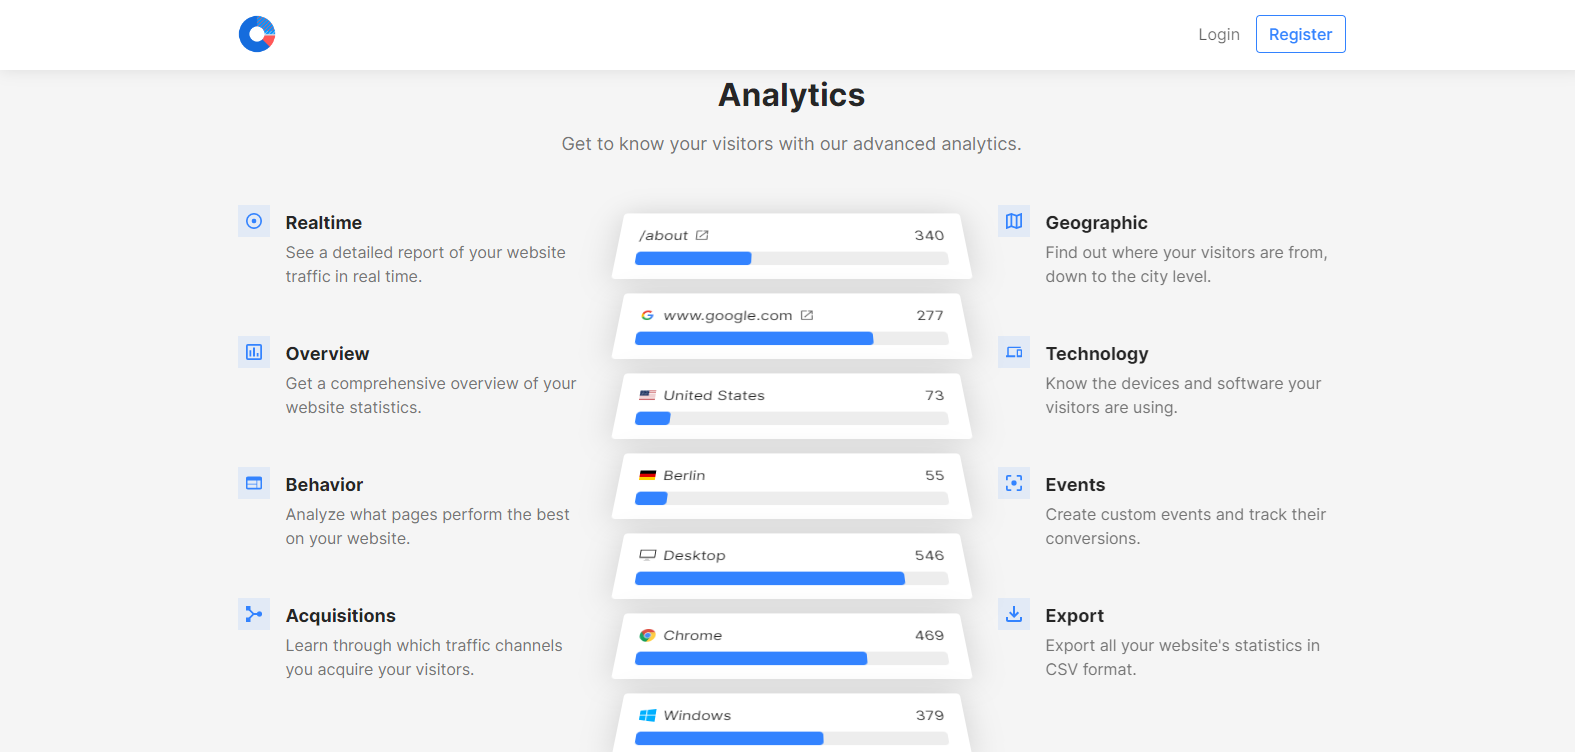 Login
Register
Analytics
Get to know your visitors with our advanced analytics.
Realtime
See a detailed report of your website
traffic in real time.
Overview
Get a comprehensive overview of your
website statistics.
Behavior
Analyze what pages perform the best
on your website.
Acquisitions
Learn through which traffic channels
you acquire your visitors.
/about 340
www.google.com 277
United States 73
Berlin 55
Desktop 546
Chrome 469
Windows 379
Geographic
Find out where your visitors are from,
down to the city level.
Technology
Know the devices and software your
visitors are using.
Events
Create custom events and track their
conversions.
Export
Export all your website's statistics in
CSV format.